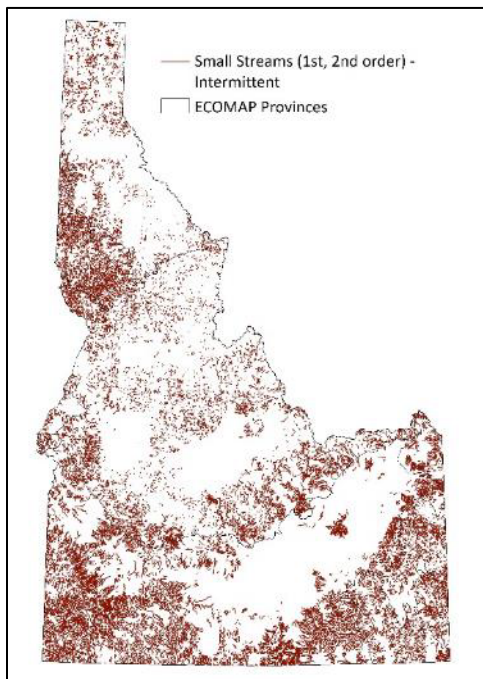 Small Streams (1st, 2nd order) -
Intermittent
ECOMAP Provinces